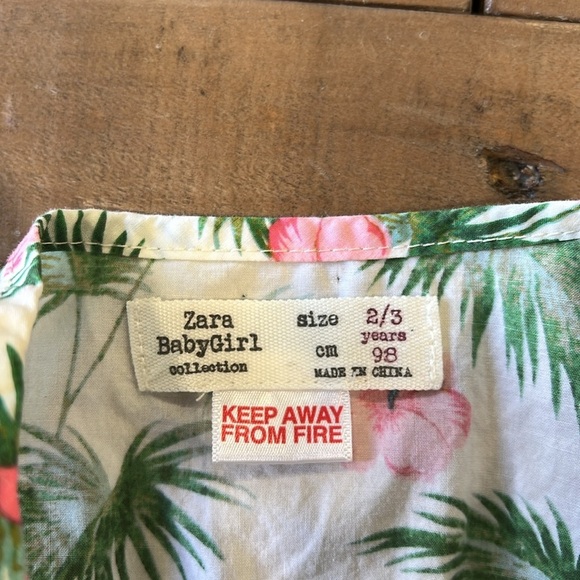 Zara
BabyGirl
collection
size 2/3
years
cm 98
MADE IN CHINA
KEEP AWAY
FROM FIRE